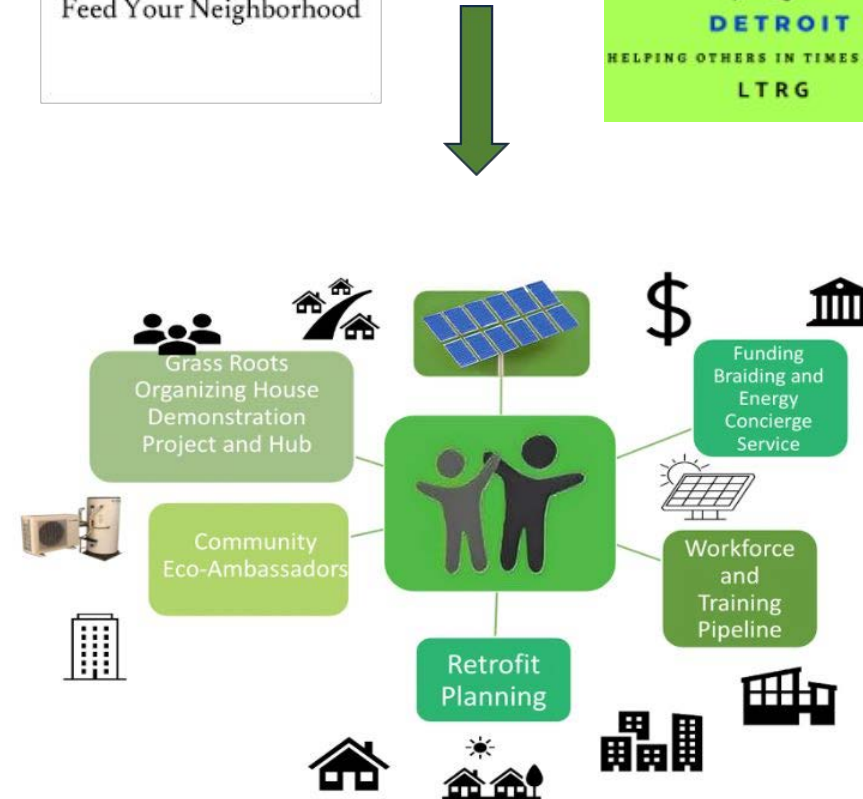 Feed Your Neighborhood
DETROIT
HELPING OTHERS IN TIMES
LTRG
Grass Roots
Organizing House
Demonstration
Project and Hub
Funding
Braiding and
Energy
Concierge
Service
Community
Eco-Ambassadors
Workforce
and
Training
Pipeline
Retrofit
Planning